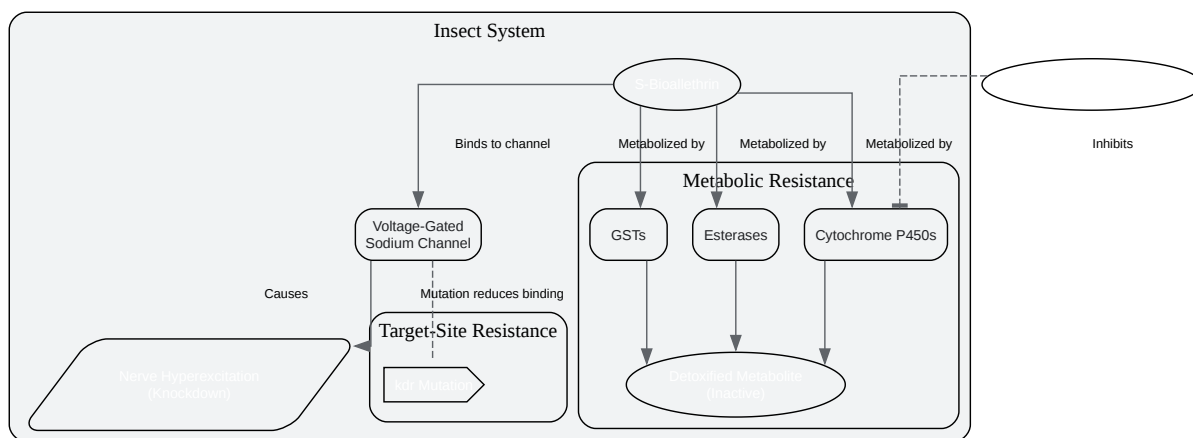 Insect System
S-Bioallethrin
Binds to channel
Metabolized by
Metabolized by
Metabolized by
Inhibits
Metabolic Resistance
Voltage-Gated
Sodium Channel
GSTs
Esterases
Cytochrome P450s
Causes
Mutation reduces binding
Target-Site Resistance
Nerve Hyperexcitation
(Knockdown)
kdr Mutation
Detoxified Metabolite
(Inactive)